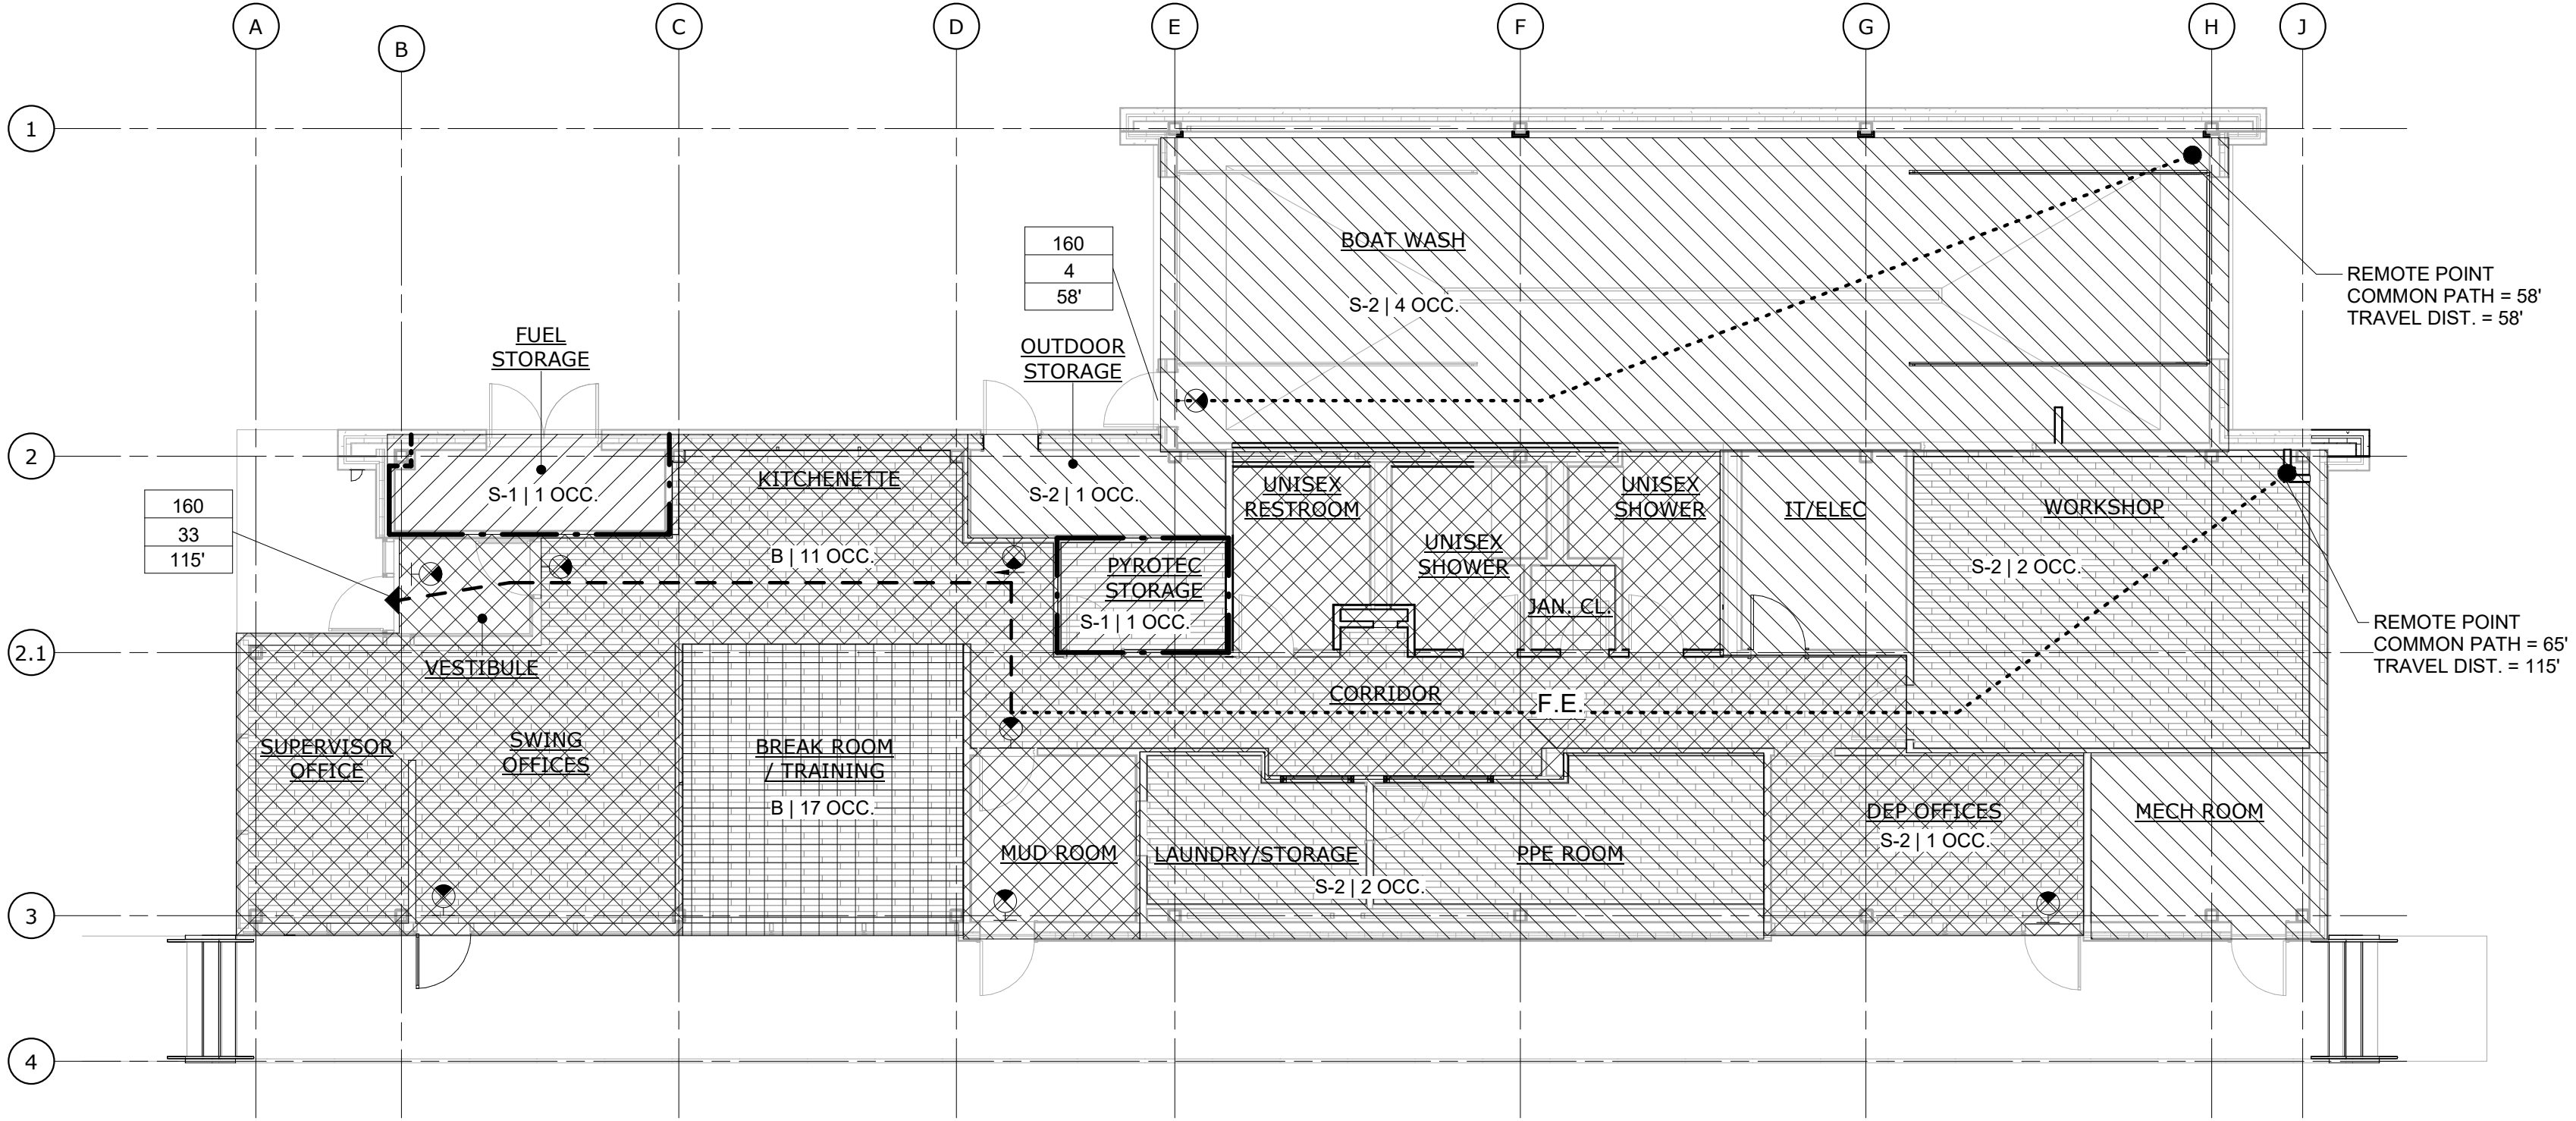 A
B
C
D
E
F
G
H
J
1
BOAT WASH
160
4
58'
S-2 | 4 OCC.
REMOTE POINT
COMMON PATH = 58'
TRAVEL DIST. = 58'
FUEL
STORAGE
OUTDOOR
STORAGE
2
KITCHENETTE
S-1 | 1 OCC.
S-2 | 1 OCC.
UNISEX
RESTROOM
UNISEX
SHOWER
UNISEX
SHOWER
IT/ELEC
WORKSHOP
160
33
115'
B | 11 OCC.
PYROTEC
STORAGE
S-1 | 1 OCC.
JAN. CL.
S-2 | 2 OCC.
REMOTE POINT
COMMON PATH = 65'
TRAVEL DIST. = 115'
2.1
VESTIBULE
CORRIDOR
F.E.
SUPERVISOR
OFFICE
SWING
OFFICES
BREAK ROOM
/ TRAINING
B | 17 OCC.
MUD ROOM
LAUNDRY/STORAGE
PPE ROOM
S-2 | 2 OCC.
DEP OFFICES
S-2 | 1 OCC.
MECH ROOM
3
4